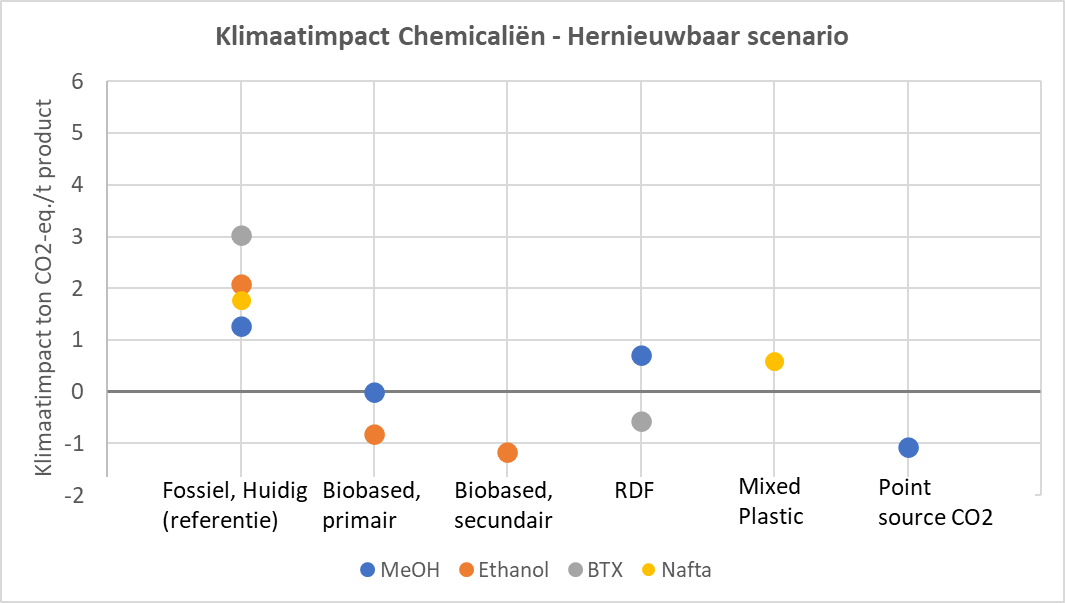 Klimaatimpact Chemicaliën - Hernieuwbaar scenario
Klimaatimpact ton CO2-eq./t product
6
5
4
3
2
1
0
-1
-2
Fossiel, Huidig
(referentie)
Biobased,
primair
Biobased,
secundair
RDF
Mixed
Plastic
Point
source CO2
MeOH
Ethanol
BTX
Nafta